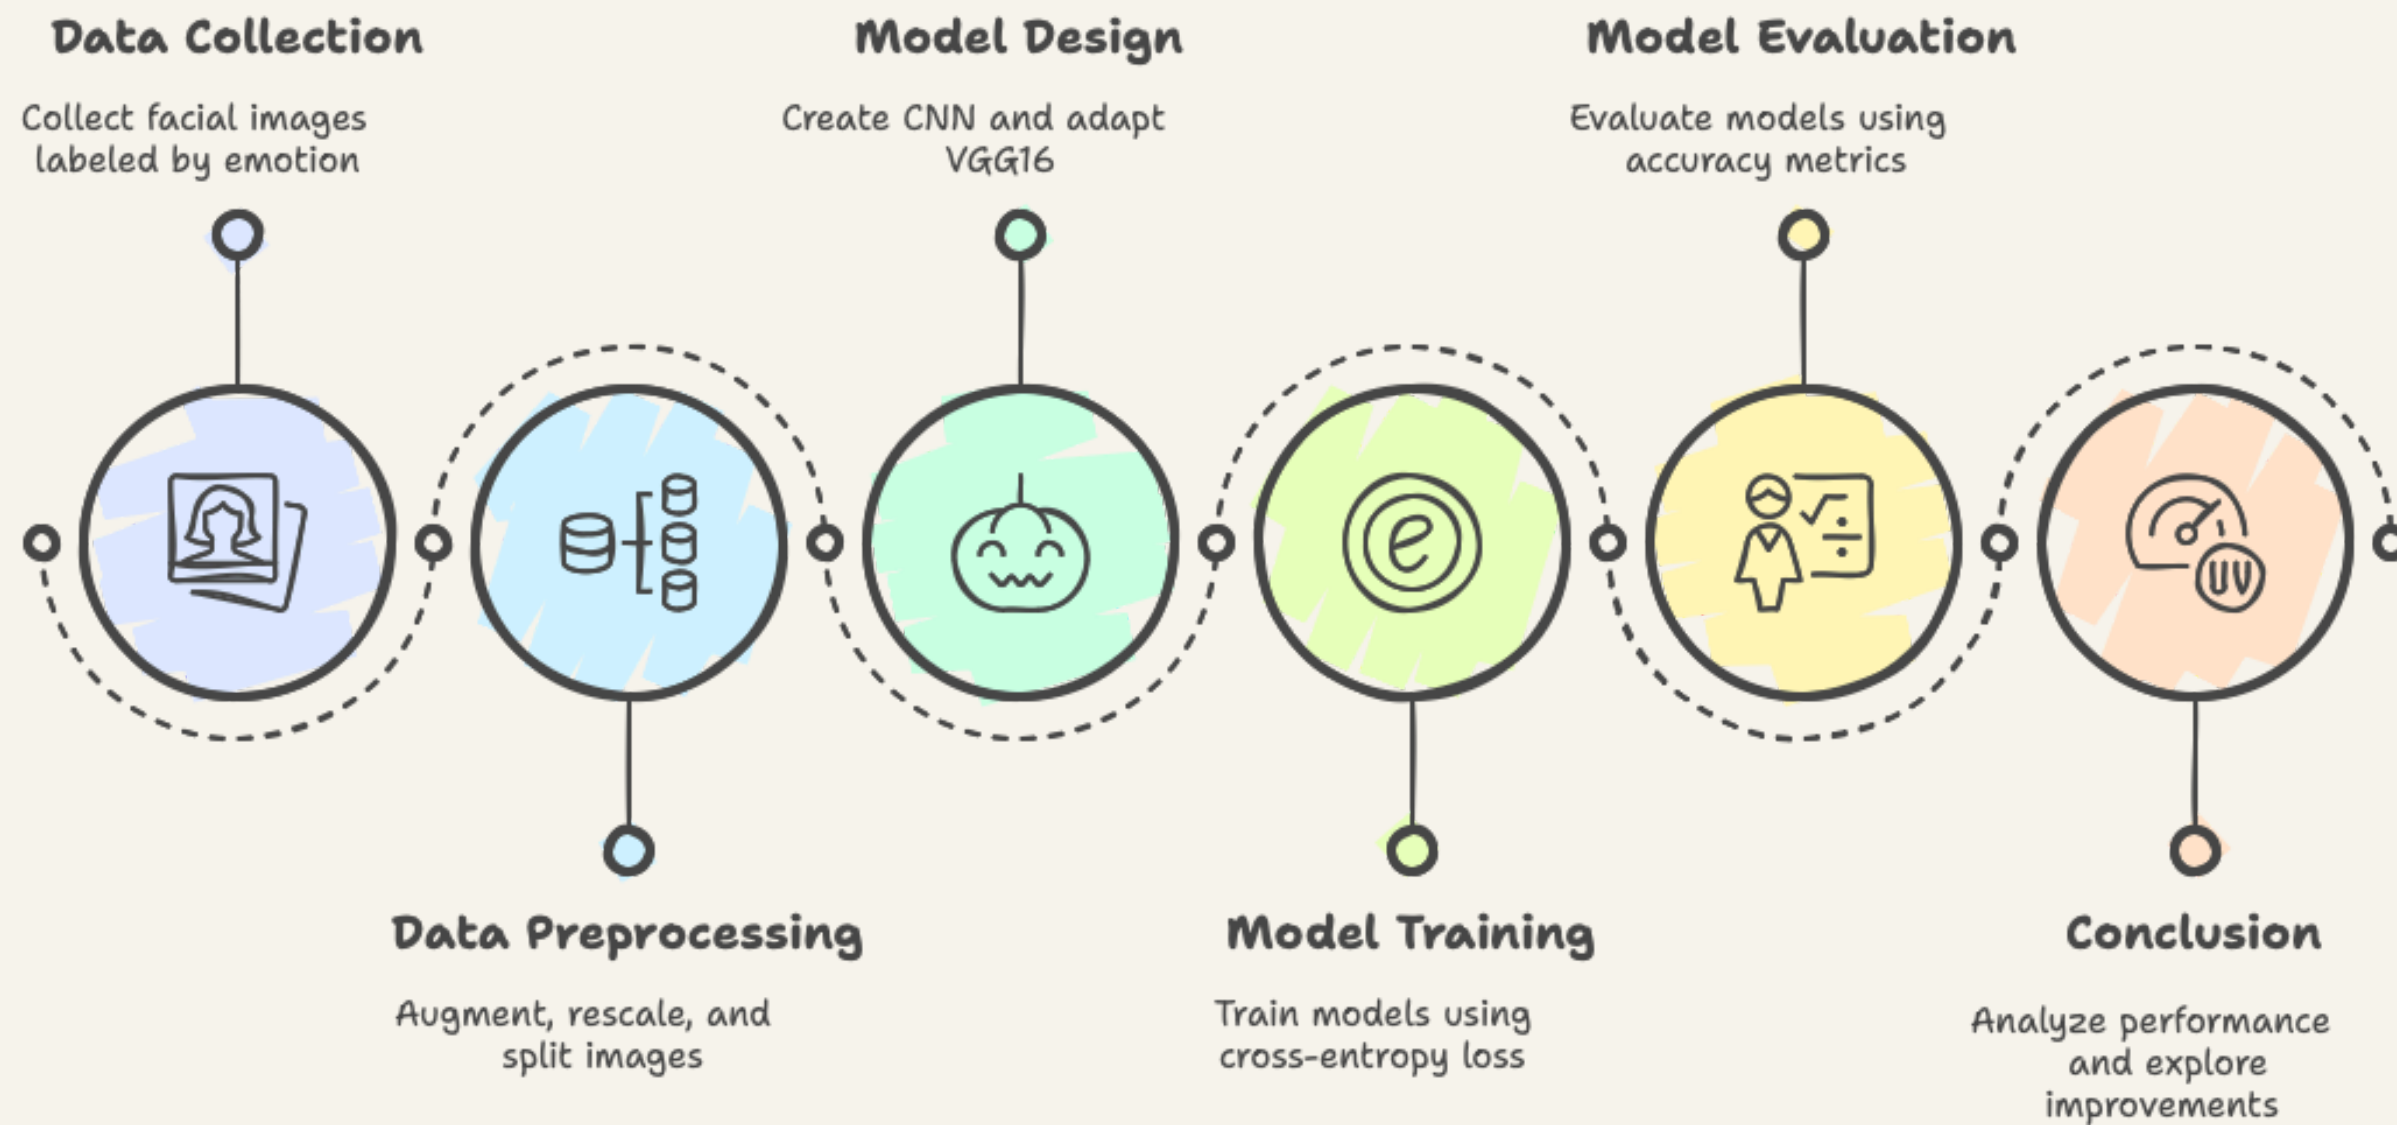 Data Collection
Collect facial images
labeled by emotion
Model Design
Create CNN and adapt
VGG16
Model Evaluation
Evaluate models using
accuracy metrics
e
UV
Data Preprocessing
Augment, rescale, and
split images
Model Training
Train models using
cross-entropy loss
Conclusion
Analyze performance
and explore
improvements